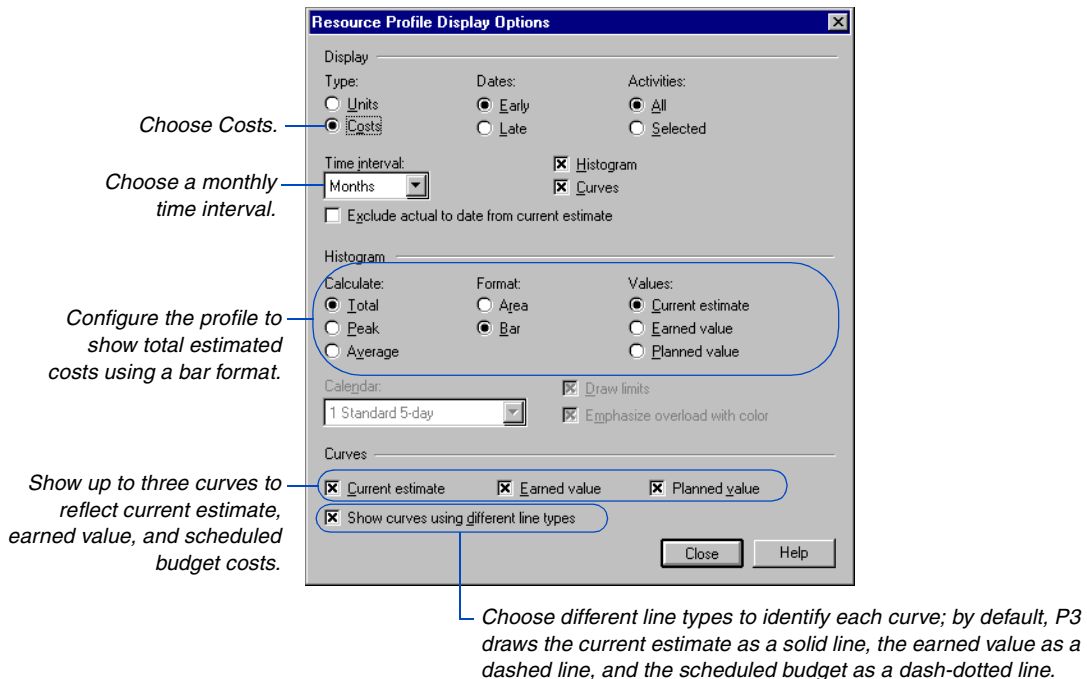 Resource Profile Display Options
Display
Type:
Dates:
Activities:
Units
Early
All
Choose Costs.
Costs
Late
Selected
Time interval:
Histogram
Choose a monthly
time interval.
Months
Curves
Exclude actual to date from current estimate
Histogram
Calculate:
Format:
Values:
Configure the profile to
show total estimated
costs using a bar format.
Total
Area
Current estimate
Peak
Bar
Earned value
Average
Planned value
Calendar:
Draw limits
1 Standard 5-day
Emphasize overload with color
Curves
Show up to three curves to
reflect current estimate,
earned value, and scheduled
budget costs.
Current estimate
Earned value
Planned value
Show curves using different line types
Close
Help
Choose different line types to identify each curve; by default, P3
draws the current estimate as a solid line, the earned value as a
dashed line, and the scheduled budget as a dash-dotted line.